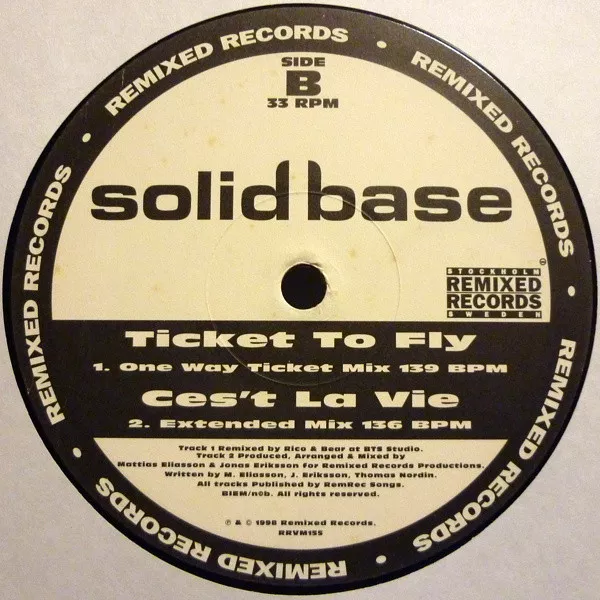 REMIXED RECORDS • REMIXED RECORDS • REMIXED RECORDS • REMIXED RECORDS • REMIXED RECORDS • REMIXED RECORDS •
SIDE
B
33 RPM
solid base
STOCKHOLM
REMIXED
RECORDS
SWEDEN
Ticket To Fly
1. One Way Ticket Mix 139 BPM
Ces't La Vie
2. Extended Mix 136 BPM
Track 1 Remixed by Rico & Bear at BTS Studio.
Track 2 Produced, Arranged & Mixed by
Mattias Eliasson & Jonas Eriksson for Remixed Records Productions.
Written by M. Eliasson, J. Eriksson, Thomas Nordin.
All tracks Published by RemRec Songs.
BIEM/n©b. All rights reserved.
℗ & © 1998 Remixed Records.
RRVM155